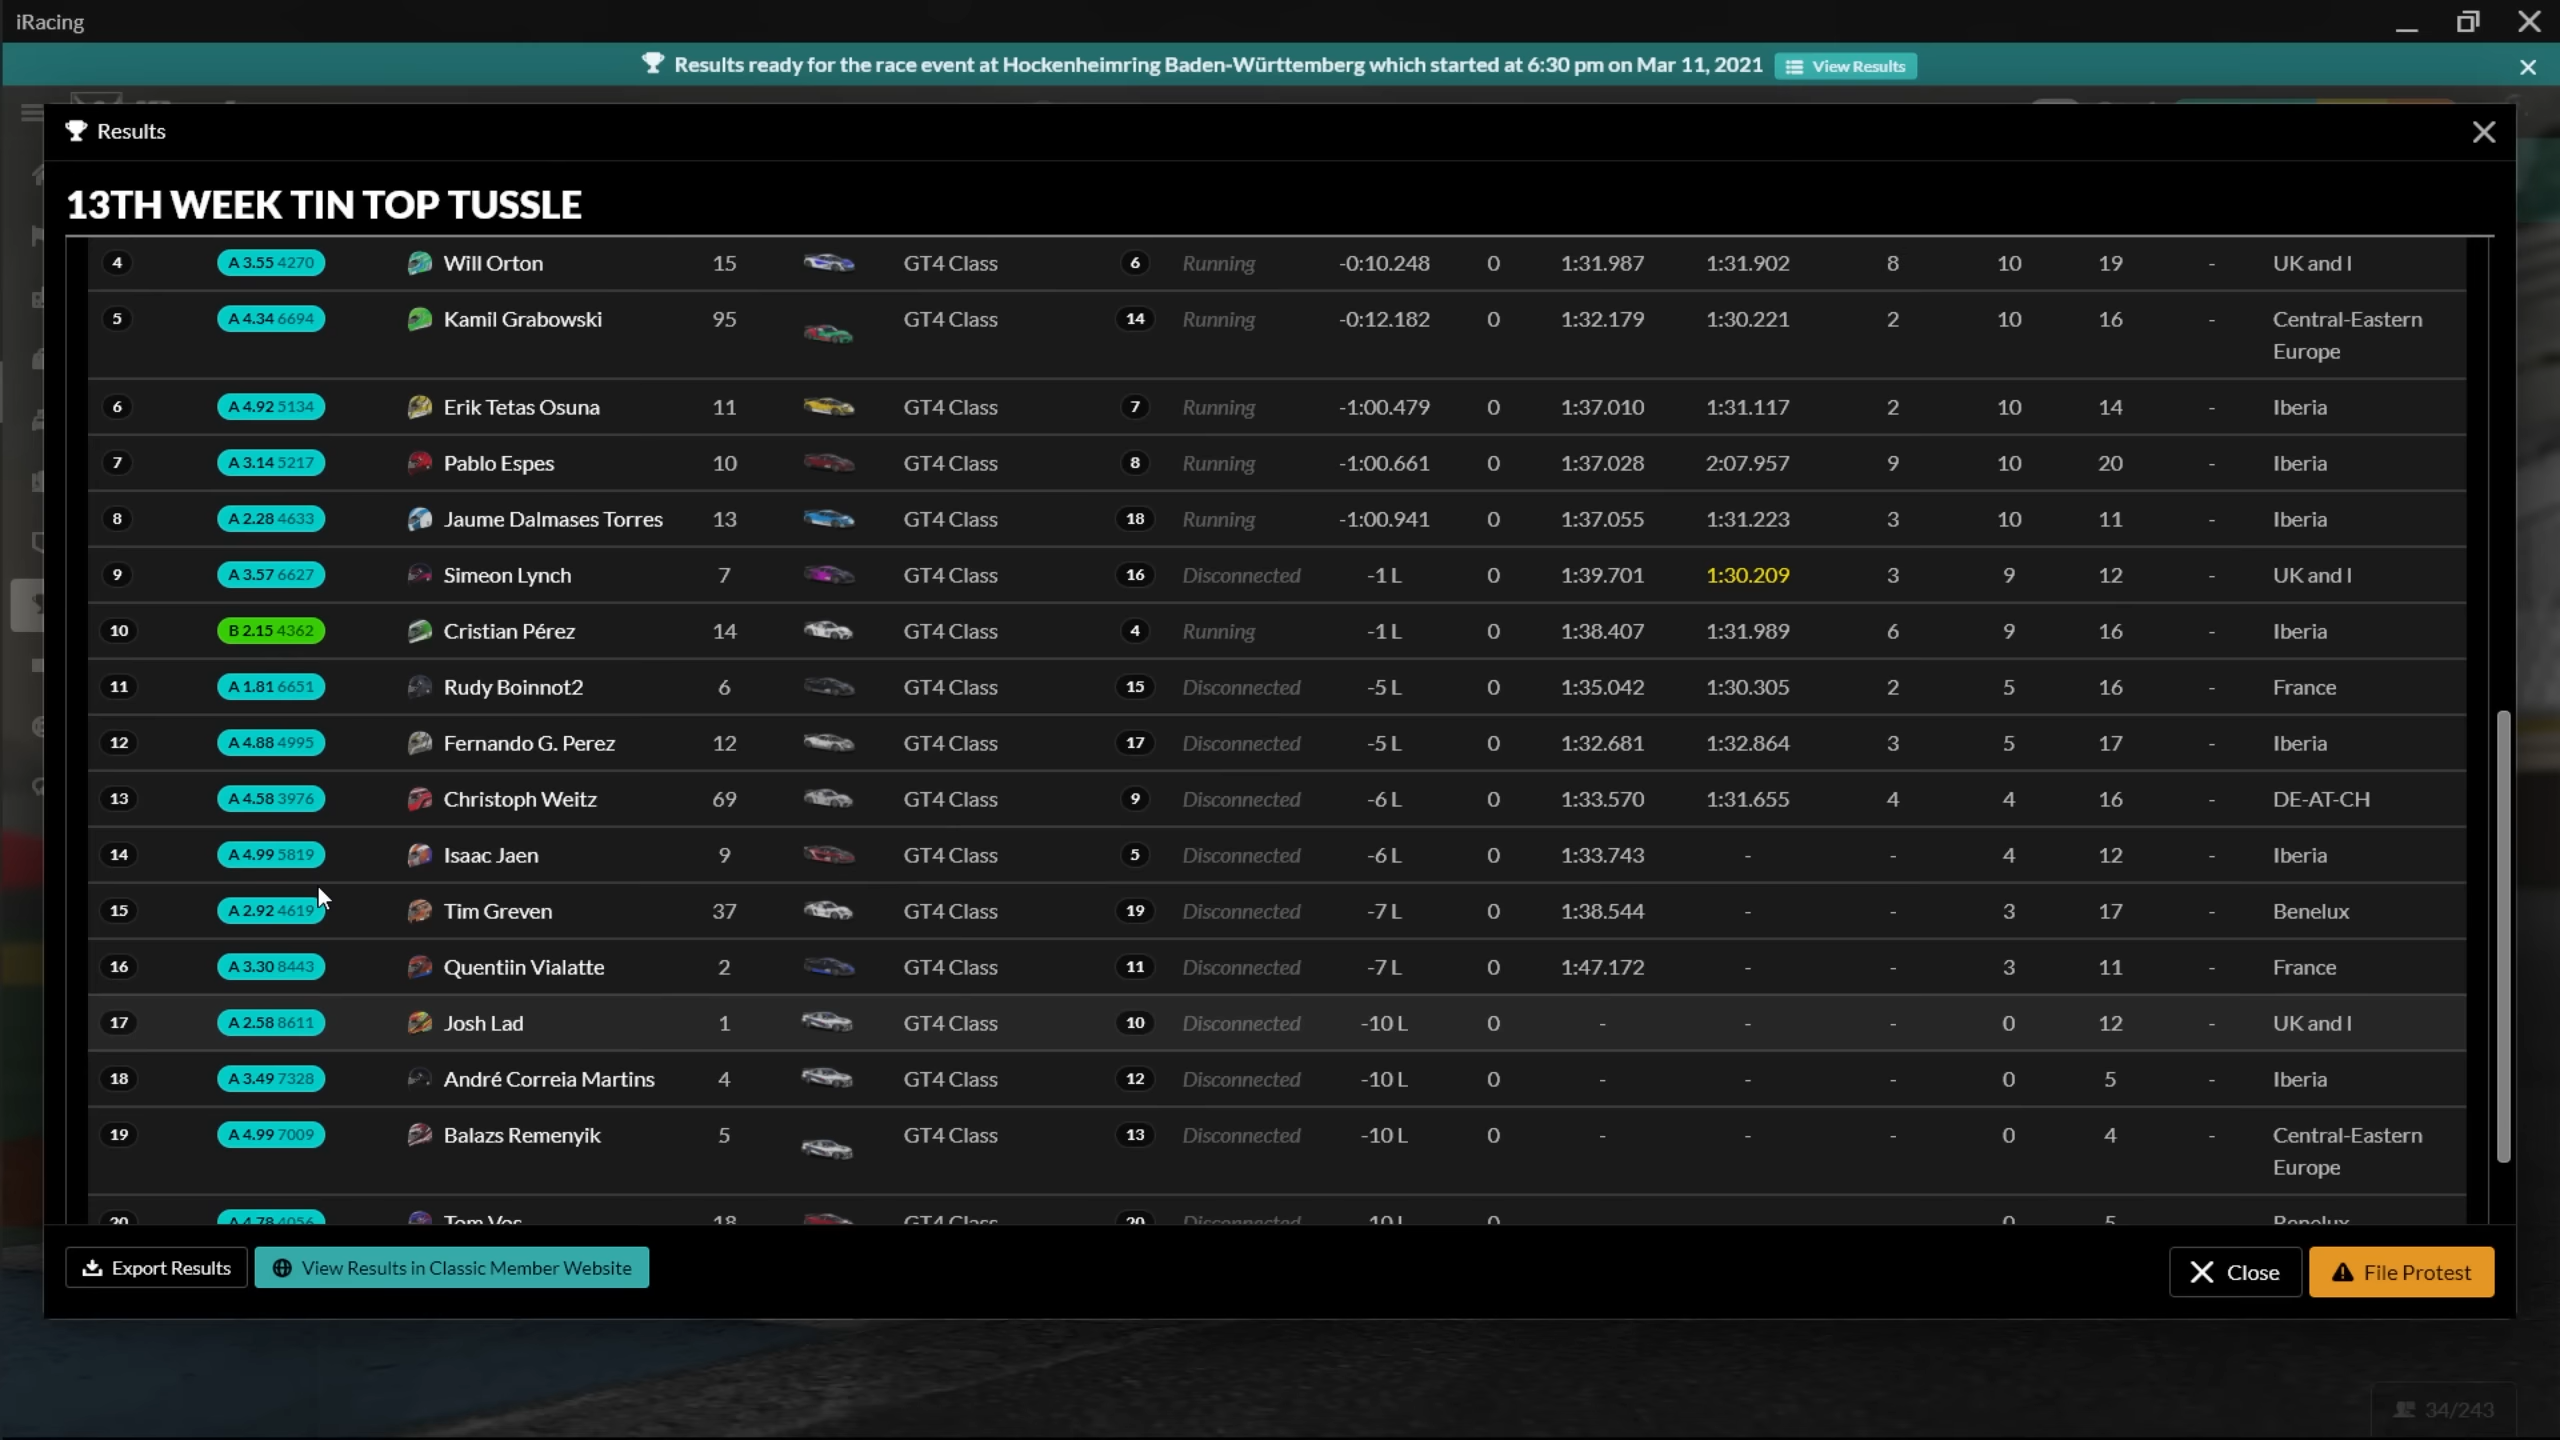 iRacing
Results ready for the race event at Hockenheimring Baden-Württemberg which started at 6:30 pm on Mar 11, 2021 View Results
Results
13TH WEEK TIN TOP TUSSLE
4 A 3.55 4270 Will Orton 15 GT4 Class 6 Running -0:10.248 0 1:31.987 1:31.902 8 10 19 - UK and I
5 A 4.34 6694 Kamil Grabowski 95 GT4 Class 14 Running -0:12.182 0 1:32.179 1:30.221 2 10 16 - Central-Eastern
Europe
6 A 4.92 5134 Erik Tetas Osuna 11 GT4 Class 7 Running -1:00.479 0 1:37.010 1:31.117 2 10 14 - Iberia
7 A 3.14 5217 Pablo Espes 10 GT4 Class 8 Running -1:00.661 0 1:37.028 2:07.957 9 10 20 - Iberia
8 A 2.28 4633 Jaume Dalmases Torres 13 GT4 Class 18 Running -1:00.941 0 1:37.055 1:31.223 3 10 11 - Iberia
9 A 3.57 6627 Simeon Lynch 7 GT4 Class 16 Disconnected -1 L 0 1:39.701 1:30.209 3 9 12 - UK and I
10 B 2.15 4362 Cristian Pérez 14 GT4 Class 4 Running -1 L 0 1:38.407 1:31.989 6 9 16 - Iberia
11 A 1.81 6651 Rudy Boinnot2 6 GT4 Class 15 Disconnected -5 L 0 1:35.042 1:30.305 2 5 16 - France
12 A 4.88 4995 Fernando G. Perez 12 GT4 Class 17 Disconnected -5 L 0 1:32.681 1:32.864 3 5 17 - Iberia
13 A 4.58 3976 Christoph Weitz 69 GT4 Class 9 Disconnected -6 L 0 1:33.570 1:31.655 4 4 16 - DE-AT-CH
14 A 4.99 5819 Isaac Jaen 9 GT4 Class 5 Disconnected -6 L 0 1:33.743 - - 4 12 - Iberia
15 A 2.92 4619 Tim Greven 37 GT4 Class 19 Disconnected -7 L 0 1:38.544 - - 3 17 - Benelux
16 A 3.30 8443 Quentiin Vialatte 2 GT4 Class 11 Disconnected -7 L 0 1:47.172 - - 3 11 - France
17 A 2.58 8611 Josh Lad 1 GT4 Class 10 Disconnected -10 L 0 - - - 0 12 - UK and I
18 A 3.49 7328 André Correia Martins 4 GT4 Class 12 Disconnected -10 L 0 - - - 0 5 - Iberia
19 A 4.99 7009 Balazs Remenyik 5 GT4 Class 13 Disconnected -10 L 0 - - - 0 4 - Central-Eastern
Europe
20 A 4.78 4056 Tom Vos 18 GT4 Class 20 Disconnected -10 L 0 0 5 Benelux
Export Results View Results in Classic Member Website Close File Protest
34/243